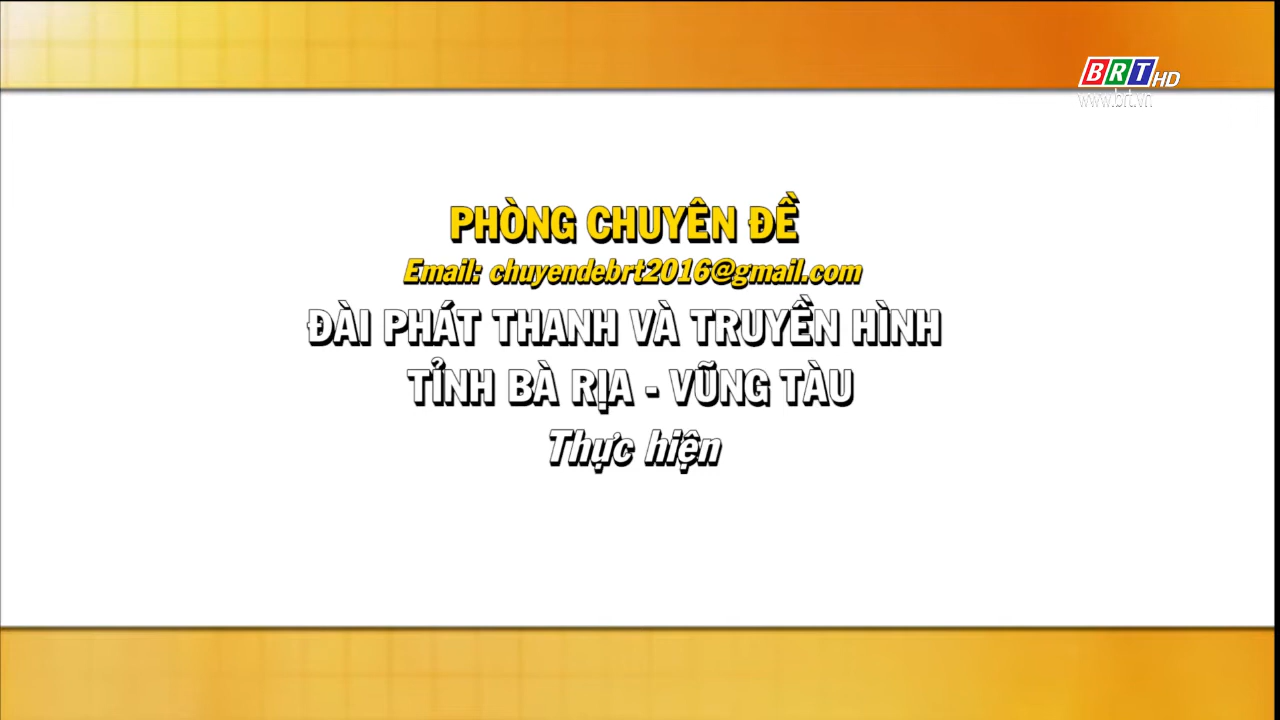 BRT HD
www.brt.vn
PHÒNG CHUYÊN ĐỀ
Email: chuyendebrt2016@gmail.com
ĐÀI PHÁT THANH VÀ TRUYỀN HÌNH
TỈNH BÀ RỊA - VŨNG TÀU
Thực hiện